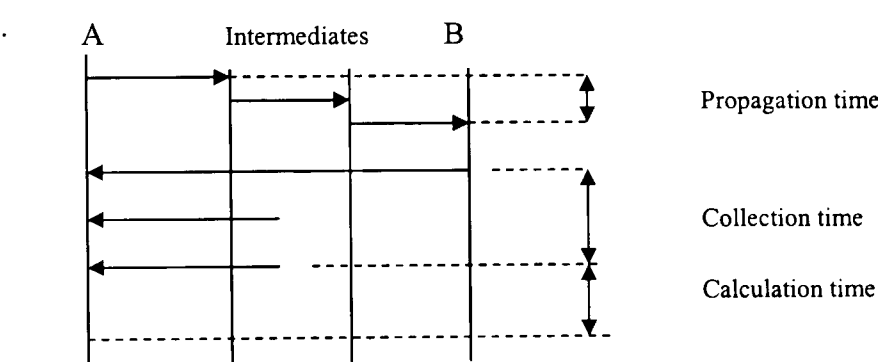 A Intermediates B
Propagation time
Collection time
Calculation time